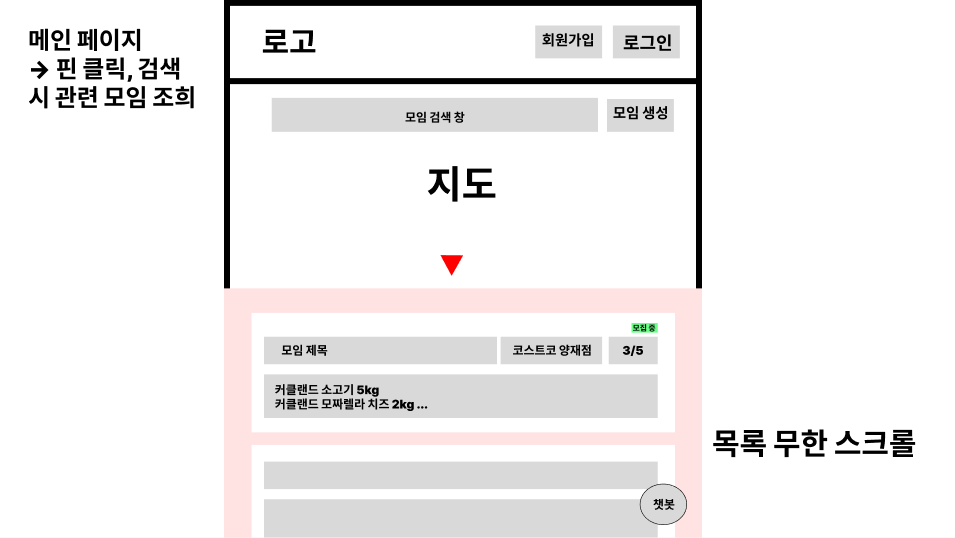 메인 페이지
→ 핀 클릭, 검색
시 관련 모임 조희
로고
회원가입
로그인
모임 검색 창
모임 생성
지도
모집 중
모임 제목
코스트코 양재점
3/5
커클랜드 소고기 5kg
커클랜드 모짜렐라 치즈 2kg ...
목록 무한 스크롤
챗봇